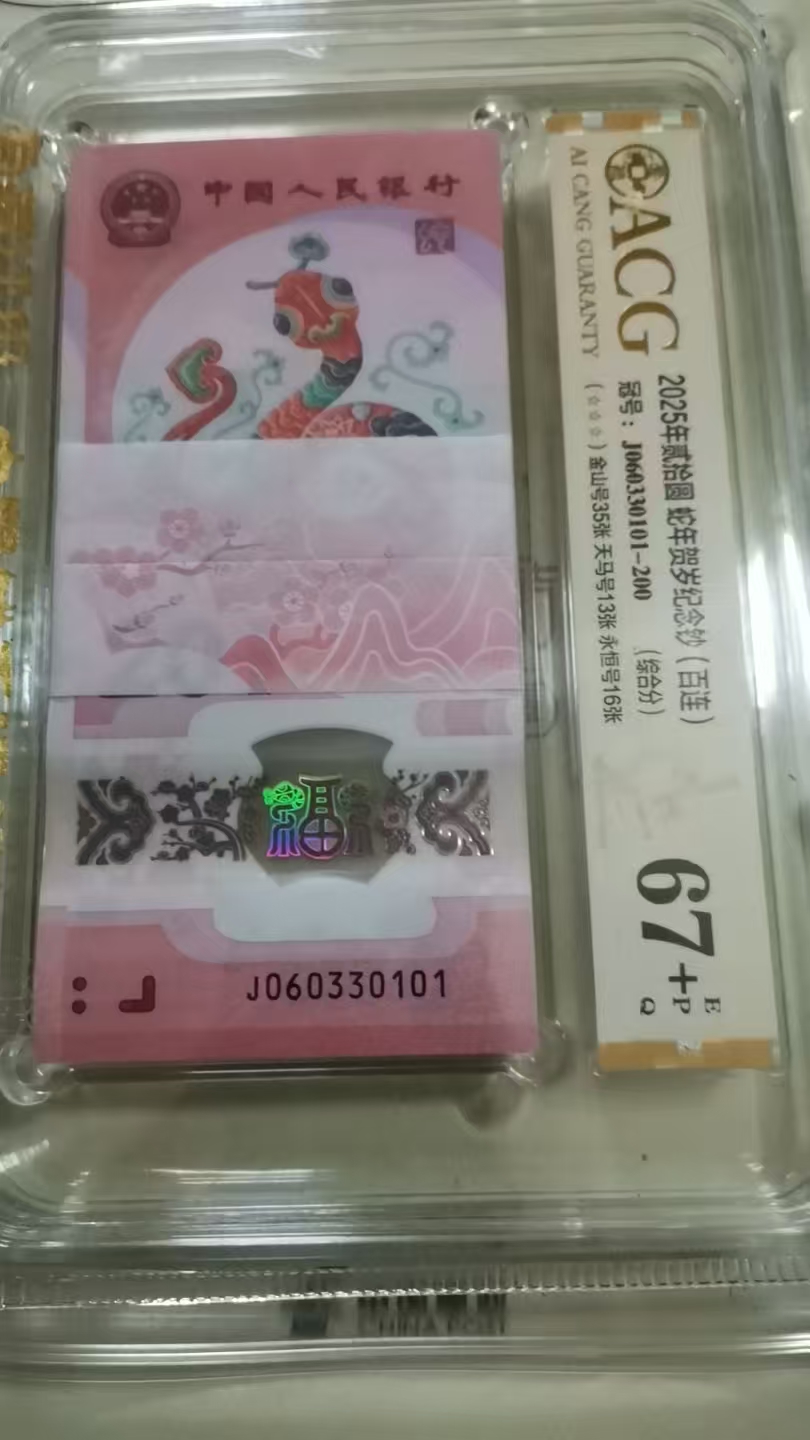 中国人民银行
福
J060330101
ACG
AI CANG GUARANTY
2025年贰拾圆 蛇年贺岁纪念钞（百连）
冠号：J060330101-200 （综合分）
（☆☆☆）金山号35张 天马号13张 永恒号16张
67+
E
P
Q